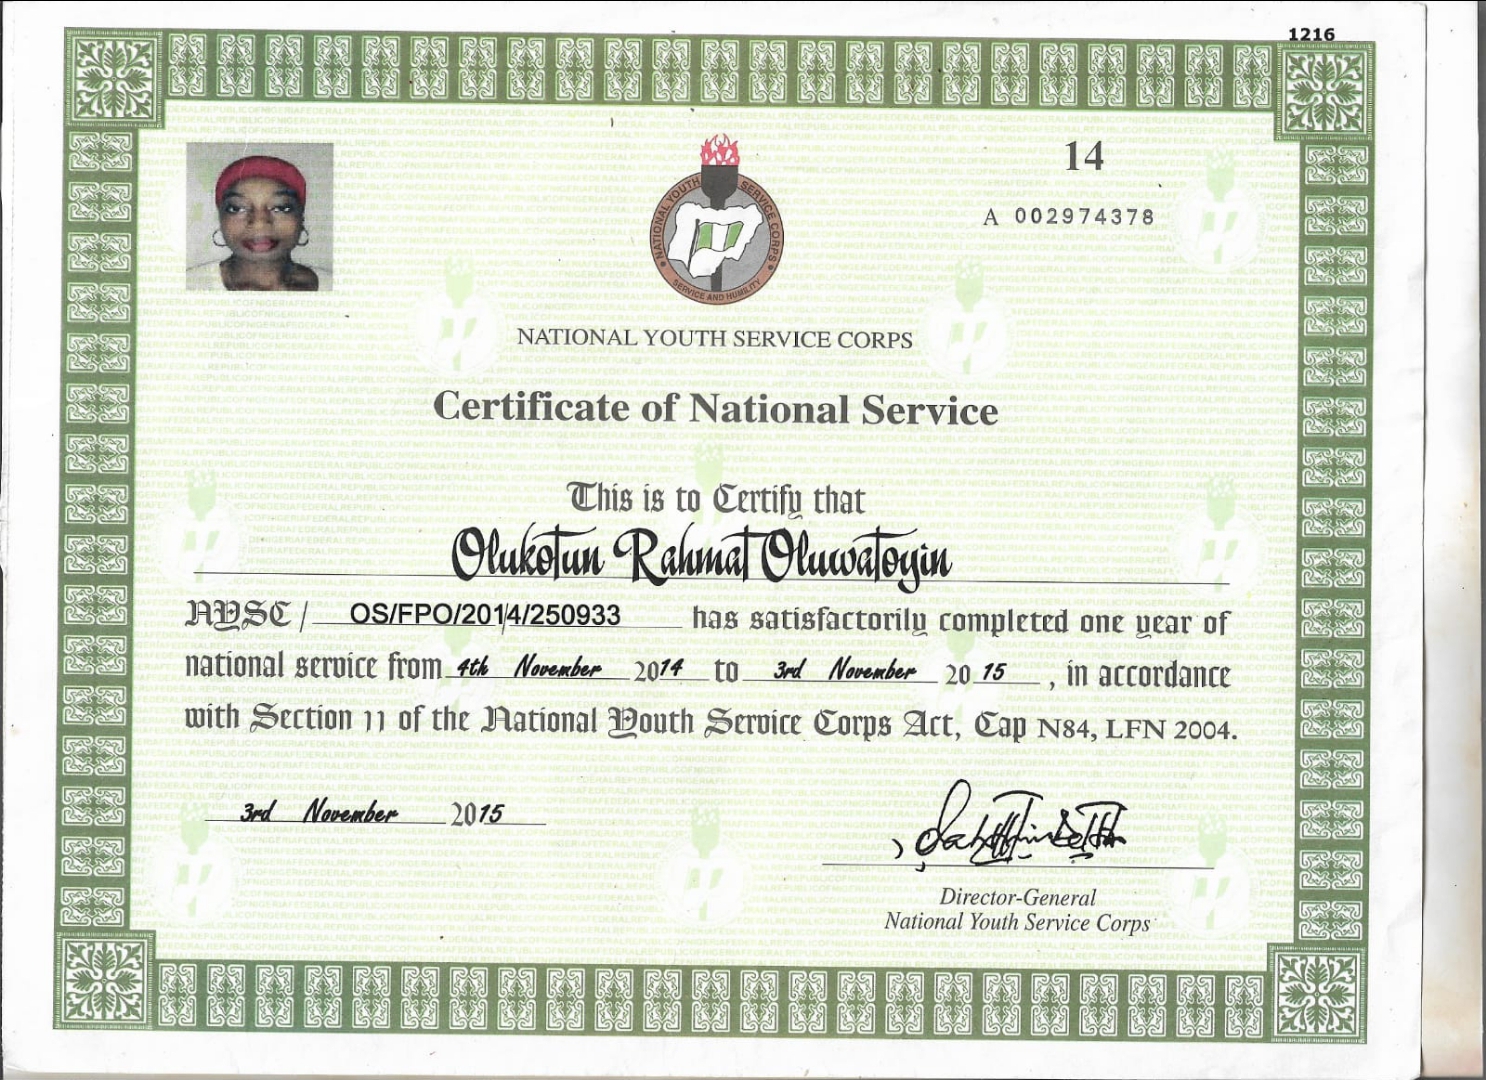 1216
14
A 002974378
NATIONAL YOUTH SERVICE CORPS
SERVICE AND HUMILITY
NATIONAL YOUTH SERVICE CORPS
Certificate of National Service
This is to Certify that
Olukotun Rahmat Oluwatoyin
NYSC / OS/FPO/2014/250933 has satisfactorily completed one year of
national service from 4th November 2014 to 3rd November 2015, in accordance
with Section 11 of the National Youth Service Corps Act, Cap N84, LFN 2004.
3rd November 2015
Director-General
National Youth Service Corps